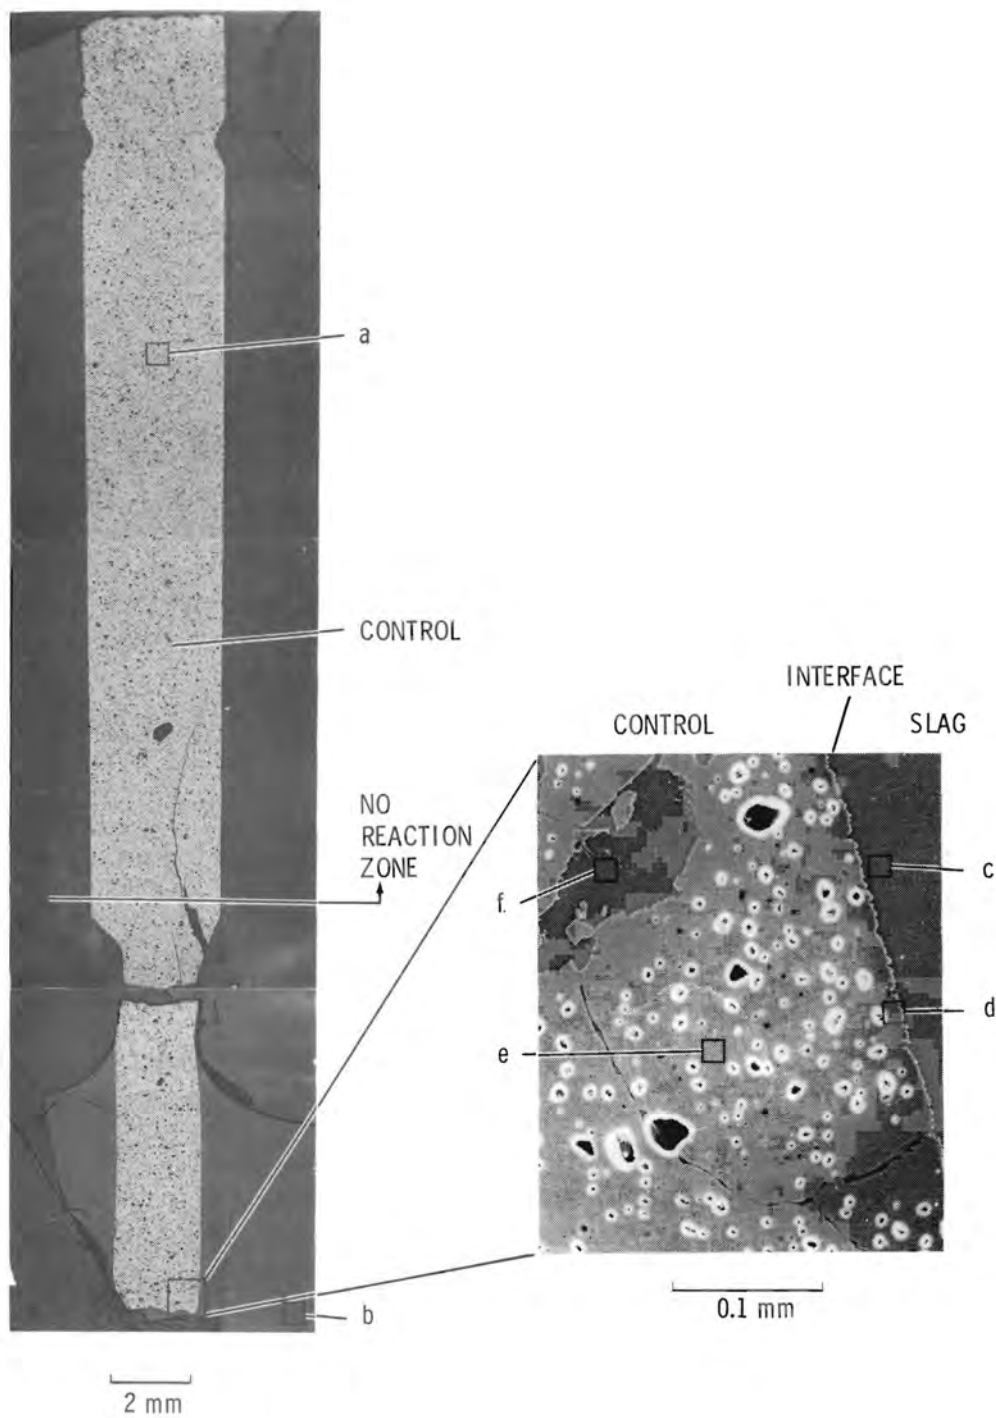 a
CONTROL
NO
REACTION
ZONE
b
2 mm
INTERFACE
CONTROL
SLAG
c
f.
d
e
0.1 mm